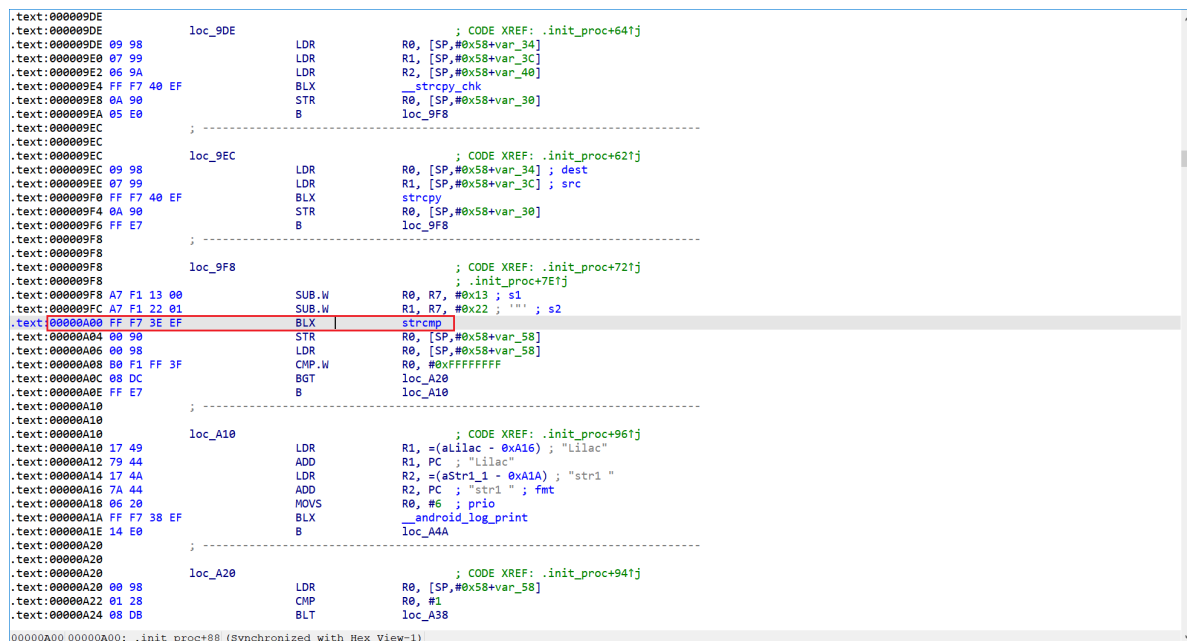 .text:000009DE
.text:000009DE loc_9DE ; CODE XREF: .init_proc+64↑j
.text:000009DE 09 98 LDR R0, [SP,#0x58+var_34]
.text:000009E0 07 99 LDR R1, [SP,#0x58+var_3C]
.text:000009E2 06 9A LDR R2, [SP,#0x58+var_40]
.text:000009E4 FF F7 40 EF BLX __strcpy_chk
.text:000009E8 0A 90 STR R0, [SP,#0x58+var_30]
.text:000009EA 05 E0 B loc_9F8
.text:000009EC ; ---------------------------------------------------------------
.text:000009EC
.text:000009EC loc_9EC ; CODE XREF: .init_proc+62↑j
.text:000009EC 09 98 LDR R0, [SP,#0x58+var_34] ; dest
.text:000009EE 07 99 LDR R1, [SP,#0x58+var_3C] ; src
.text:000009F0 FF F7 40 EF BLX strcpy
.text:000009F4 0A 90 STR R0, [SP,#0x58+var_30]
.text:000009F6 FF E7 B loc_9F8
.text:000009F8 ; ---------------------------------------------------------------
.text:000009F8
.text:000009F8 loc_9F8 ; CODE XREF: .init_proc+72↑j
.text:000009F8 ; .init_proc+7E↑j
.text:000009F8 A7 F1 13 00 SUB.W R0, R7, #0x13 ; s1
.text:000009FC A7 F1 22 01 SUB.W R1, R7, #0x22 ; '"' ; s2
.text:00000A00 FF F7 3E EF BLX strcmp
.text:00000A04 00 90 STR R0, [SP,#0x58+var_58]
.text:00000A06 00 98 LDR R0, [SP,#0x58+var_58]
.text:00000A08 B0 F1 FF 3F CMP.W R0, #0xFFFFFFFF
.text:00000A0C 08 DC BGT loc_A20
.text:00000A0E FF E7 B loc_A10
.text:00000A10 ; ---------------------------------------------------------------
.text:00000A10
.text:00000A10 loc_A10 ; CODE XREF: .init_proc+96↑j
.text:00000A10 17 49 LDR R1, =(aLilac - 0xA16) ; "Lilac"
.text:00000A12 79 44 ADD R1, PC ; "Lilac"
.text:00000A14 17 4A LDR R2, =(aStr1_1 - 0xA1A) ; "str1 "
.text:00000A16 7A 44 ADD R2, PC ; "str1 " ; fmt
.text:00000A18 06 20 MOVS R0, #6 ; prio
.text:00000A1A FF F7 38 EF BLX __android_log_print
.text:00000A1E 14 E0 B loc_A4A
.text:00000A20 ; ---------------------------------------------------------------
.text:00000A20
.text:00000A20 loc_A20 ; CODE XREF: .init_proc+94↑j
.text:00000A20 00 98 LDR R0, [SP,#0x58+var_58]
.text:00000A22 01 28 CMP R0, #1
.text:00000A24 08 DB BLT loc_A38
00000A00 00000A00: .init_proc+88 (Synchronized with Hex View-1)